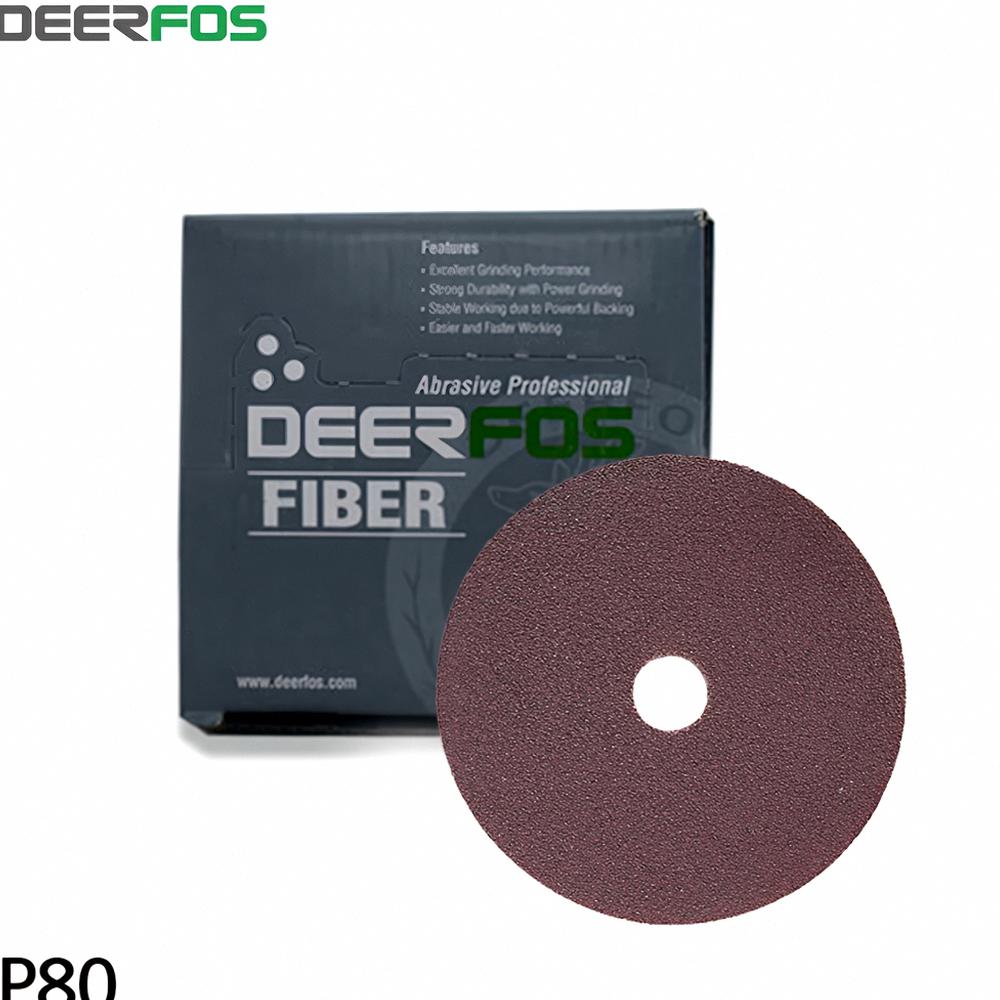 DEERFOS
Features
• Excellent Grinding Performance
• Strong Durability with Power Grinding
• Stable Working due to Powerful Backing
• Easier and Faster Working
Abrasive Professional
DEERFOS
FIBER
www.deerfos.com
P80